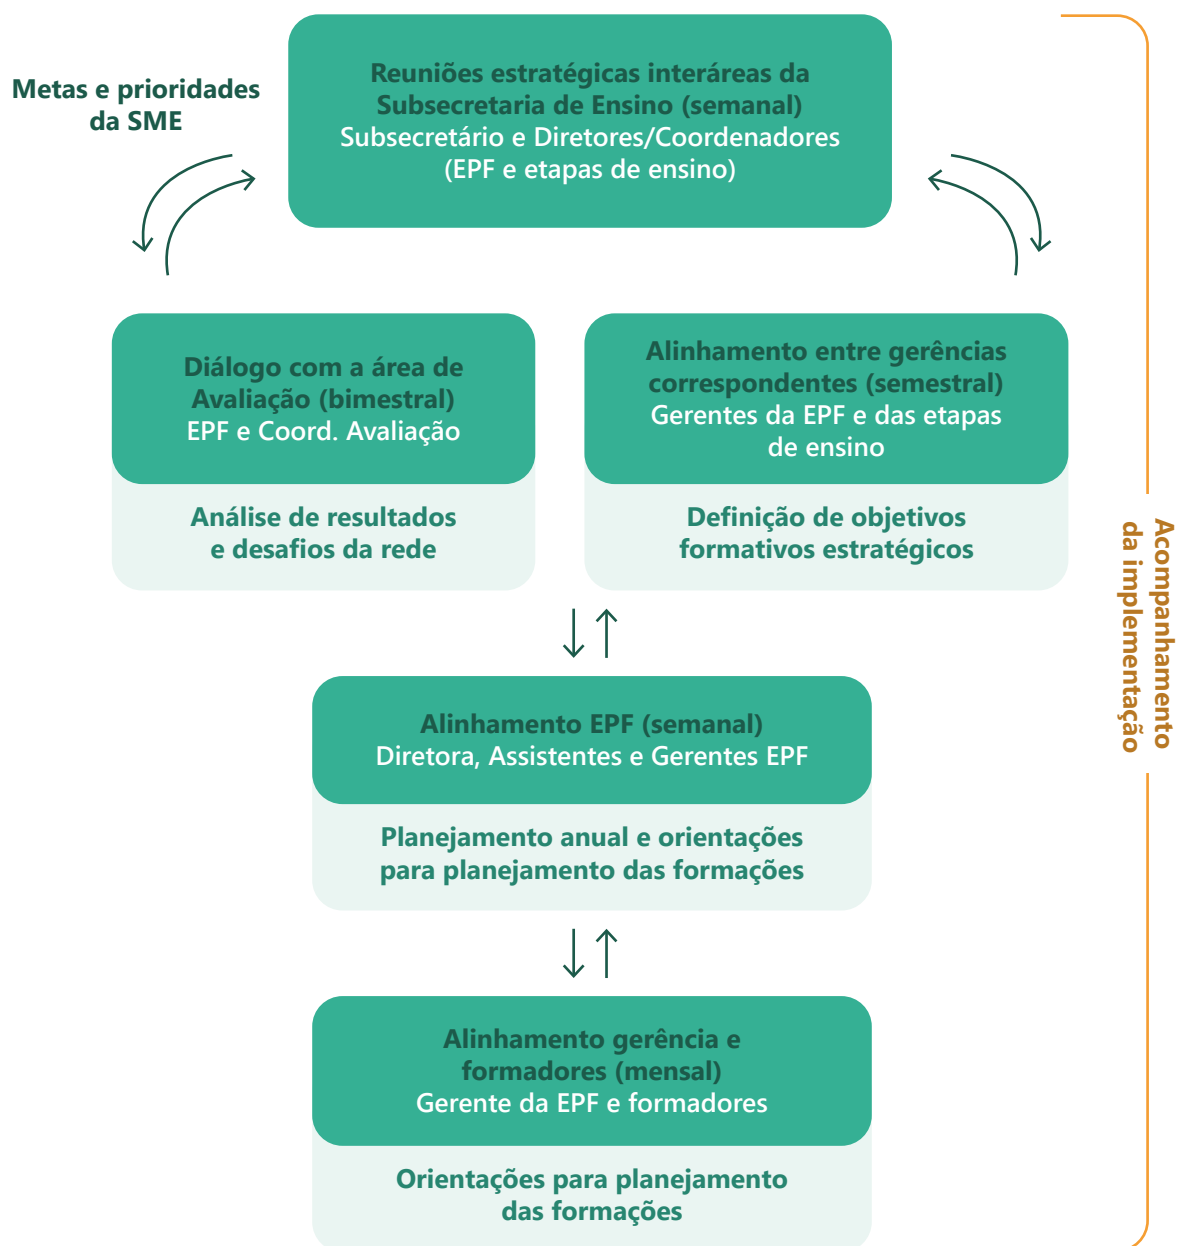 Metas e prioridades
da SME
Reuniões estratégicas interáreas da
Subsecretaria de Ensino (semanal)
Subsecretário e Diretores/Coordenadores
(EPF e etapas de ensino)
Diálogo com a área de
Avaliação (bimestral)
EPF e Coord. Avaliação
Análise de resultados
e desafios da rede
Alinhamento entre gerências
correspondentes (semestral)
Gerentes da EPF e das etapas
de ensino
Definição de objetivos
formativos estratégicos
Alinhamento EPF (semanal)
Diretora, Assistentes e Gerentes EPF
Planejamento anual e orientações
para planejamento das formações
Alinhamento gerência e
formadores (mensal)
Gerente da EPF e formadores
Orientações para planejamento
das formações
Acompanhamento
da implementação